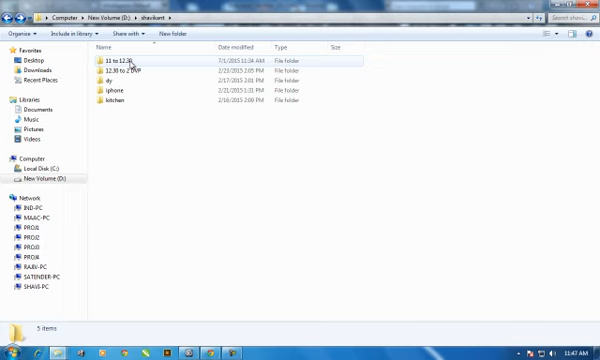 Computer ▸ New Volume (D:) ▸ shavikant ▸
Search shavi...
Organize Include in library Share with New folder
Name Date modified Type Size
Favorites
Desktop
Downloads
Recent Places
Libraries
Documents
Music
Pictures
Videos
Computer
Local Disk (C:)
New Volume (D:)
Network
IND-PC
MAAC-PC
PROJ1
PROJ2
PROJ3
PROJ4
RAJIV-PC
SATENDER-PC
SHAVI-PC
11 to 12.30 7/1/2015 11:34 AM File folder
12.30 to 2 DVP 2/23/2015 2:05 PM File folder
dy 2/17/2015 2:01 PM File folder
iphone 2/21/2015 1:31 PM File folder
kitchen 2/16/2015 2:09 PM File folder
5 items
11:47 AM